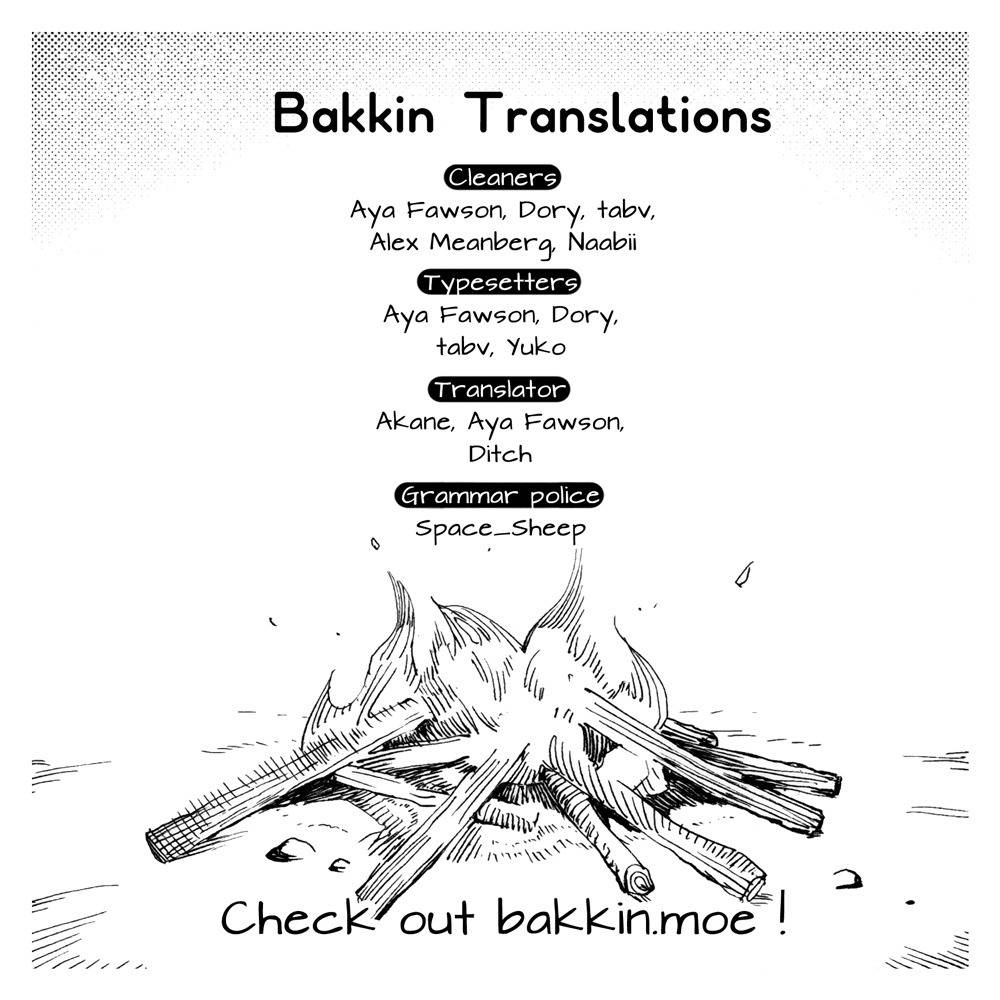 Bakkin Translations
Cleaners
Aya Fawson, Dory, tabv,
Alex Meanberg, Naabii
Typesetters
Aya Fawson, Dory,
tabv, Yuko
Translator
Akane, Aya Fawson,
Ditch
Grammar police
Space_Sheep
Check out bakkin.moe !